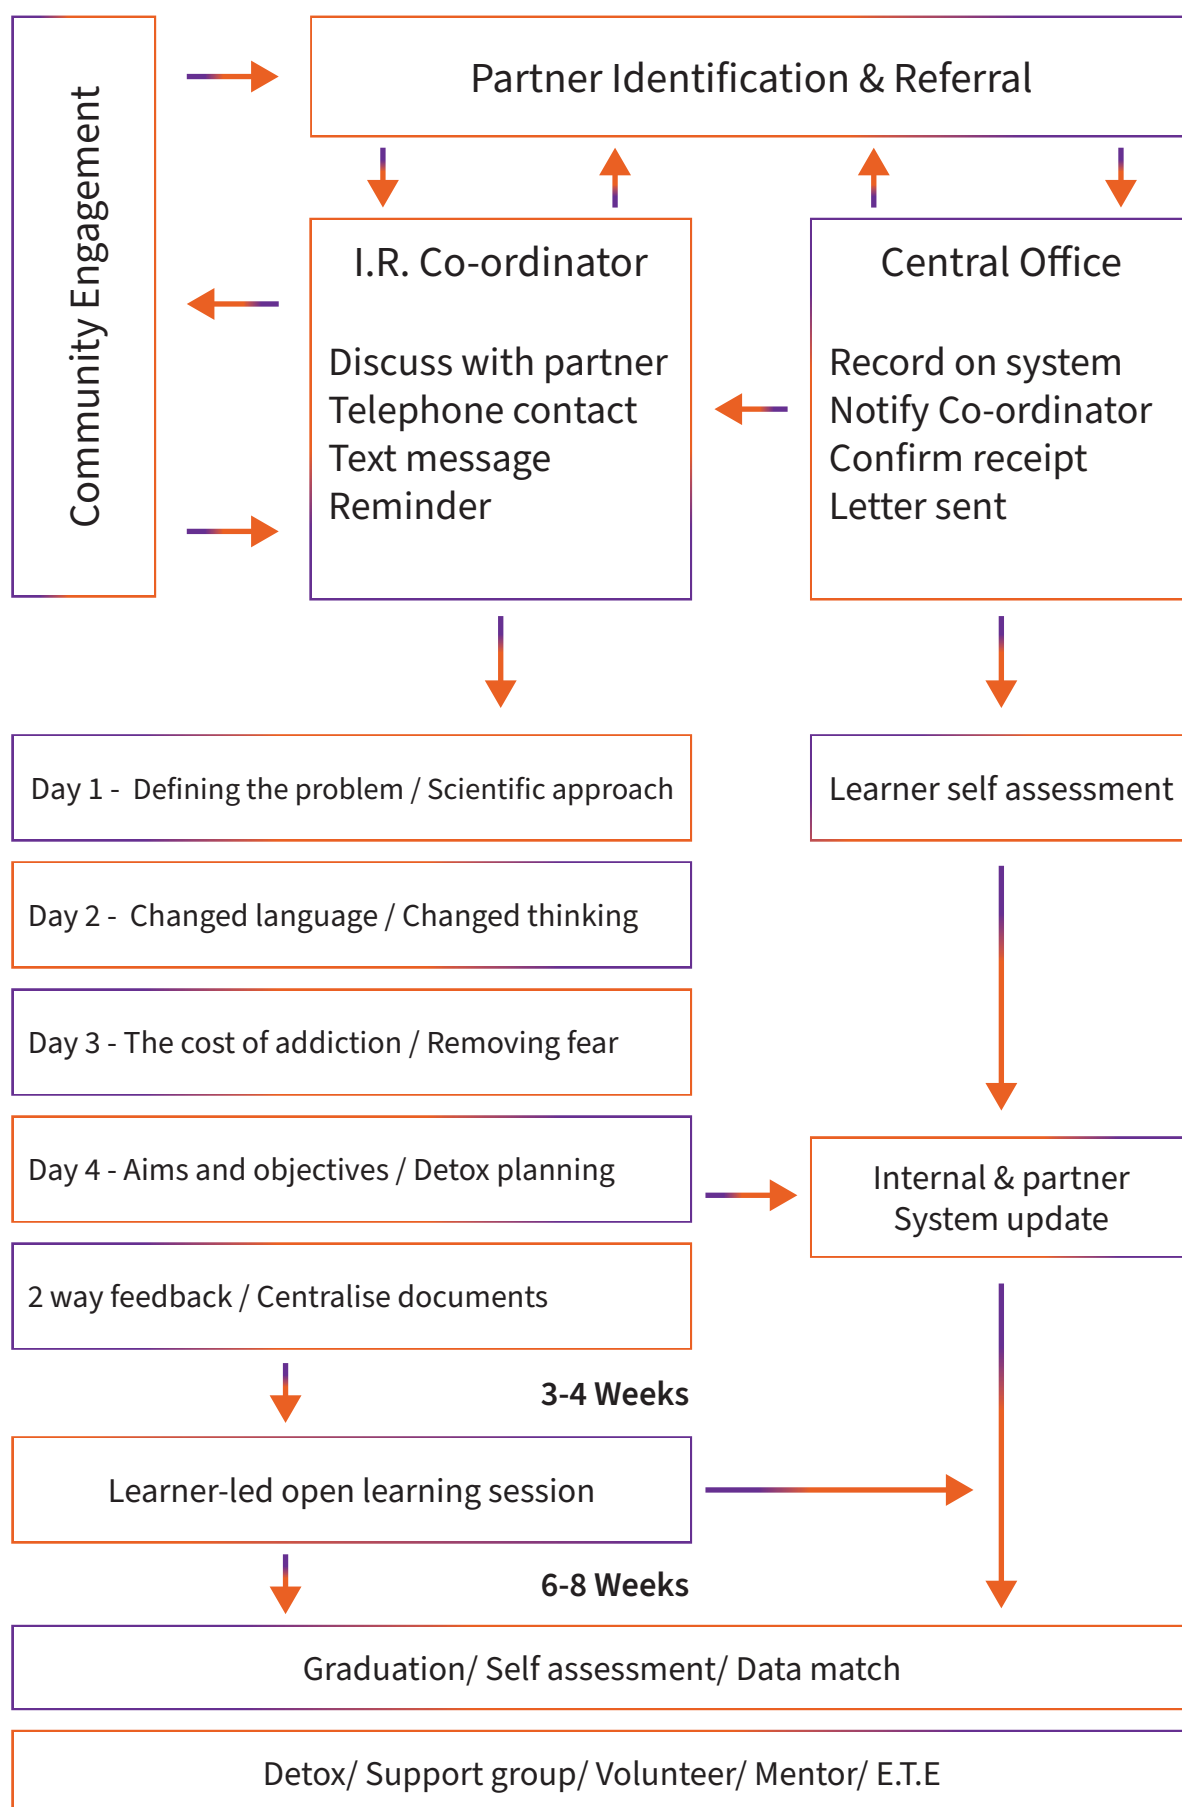 Community Engagement
Partner Identification & Referral
I.R. Co-ordinator
Discuss with partner
Telephone contact
Text message
Reminder
Central Office
Record on system
Notify Co-ordinator
Confirm receipt
Letter sent
Day 1 - Defining the problem / Scientific approach
Learner self assessment
Day 2 - Changed language / Changed thinking
Day 3 - The cost of addiction / Removing fear
Day 4 - Aims and objectives / Detox planning
Internal & partner
System update
2 way feedback / Centralise documents
3-4 Weeks
Learner-led open learning session
6-8 Weeks
Graduation/ Self assessment/ Data match
Detox/ Support group/ Volunteer/ Mentor/ E.T.E